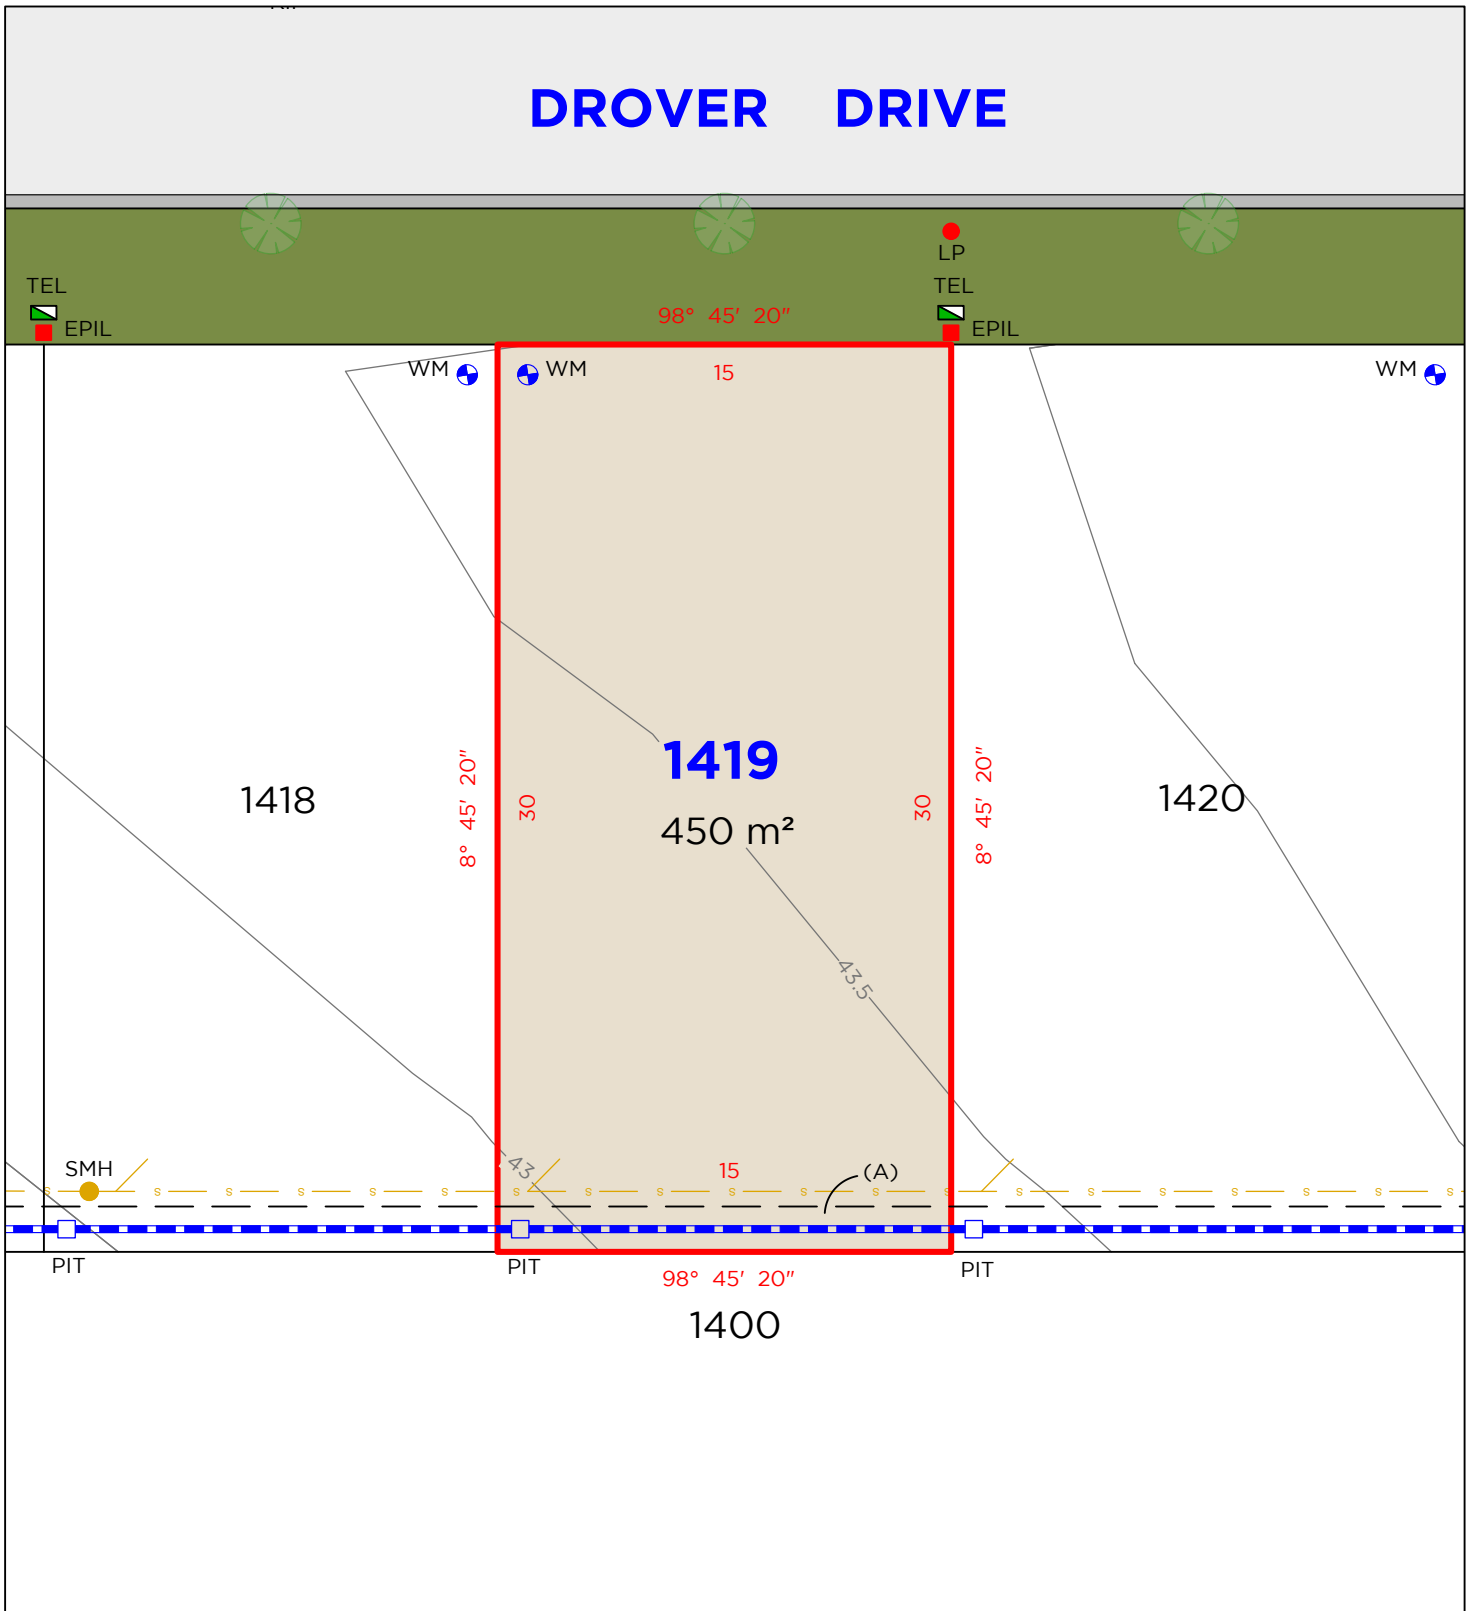 DROVER DRIVE
LP
TEL
TEL
EPIL
98° 45' 20"
EPIL
WM
WM
15
WM
1419
8° 45' 20"
30
30
8° 45' 20"
1418
450 m²
1420
43.5
SMH
43
15
(A)
s s s s s s s s s s s s s s s s s s s s
PIT
PIT
98° 45' 20"
PIT
1400